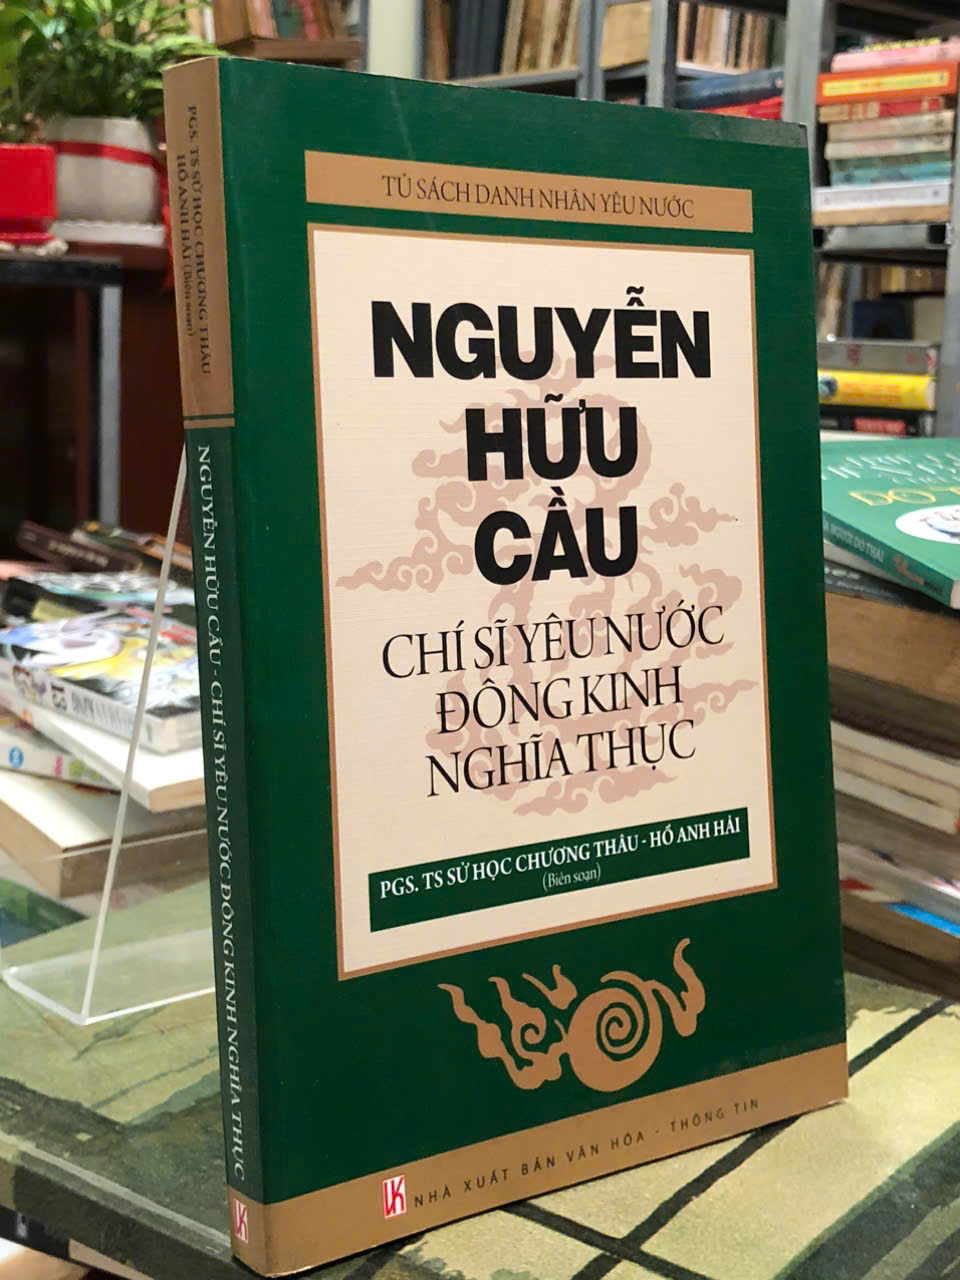 TỦ SÁCH DANH NHÂN YÊU NƯỚC
NGUYỄN
HỮU
CẦU
CHÍ SĨ YÊU NƯỚC
ĐÔNG KINH
NGHĨA THỤC
PGS. TS SỬ HỌC CHƯƠNG THÂU - HỒ ANH HẢI
(Biên soạn)
NHÀ XUẤT BẢN VĂN HÓA - THÔNG TIN
PGS. TS SỬ HỌC CHƯƠNG THÂU
HỒ ANH HẢI (Biên soạn)
NGUYỄN HỮU CẦU - CHÍ SĨ YÊU NƯỚC ĐÔNG KINH NGHĨA THỤC